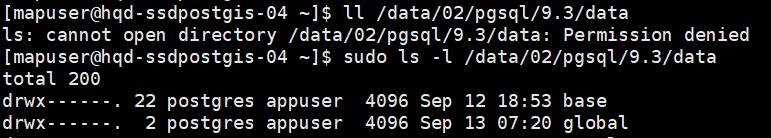 [mapuser@hqd-ssdpostgis-04 ~]$ ll /data/02/pgsql/9.3/data
ls: cannot open directory /data/02/pgsql/9.3/data: Permission denied
[mapuser@hqd-ssdpostgis-04 ~]$ sudo ls -l /data/02/pgsql/9.3/data
total 200
drwx------. 22 postgres appuser  4096 Sep 12 18:53 base
drwx------.  2 postgres appuser  4096 Sep 13 07:20 global